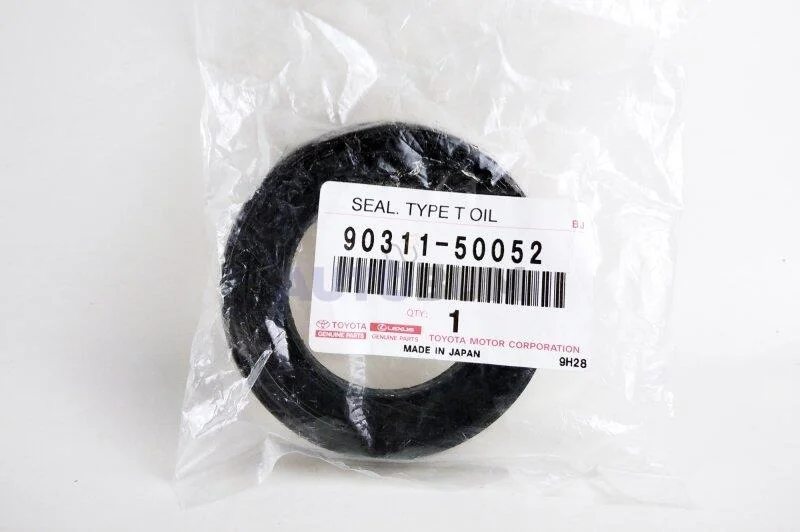 SEAL. TYPE T OIL
BJ
90311-50052
QTY: 1
TOYOTA LEXUS
GENUINE PARTS GENUINE PARTS TOYOTA MOTOR CORPORATION
MADE IN JAPAN 9H28